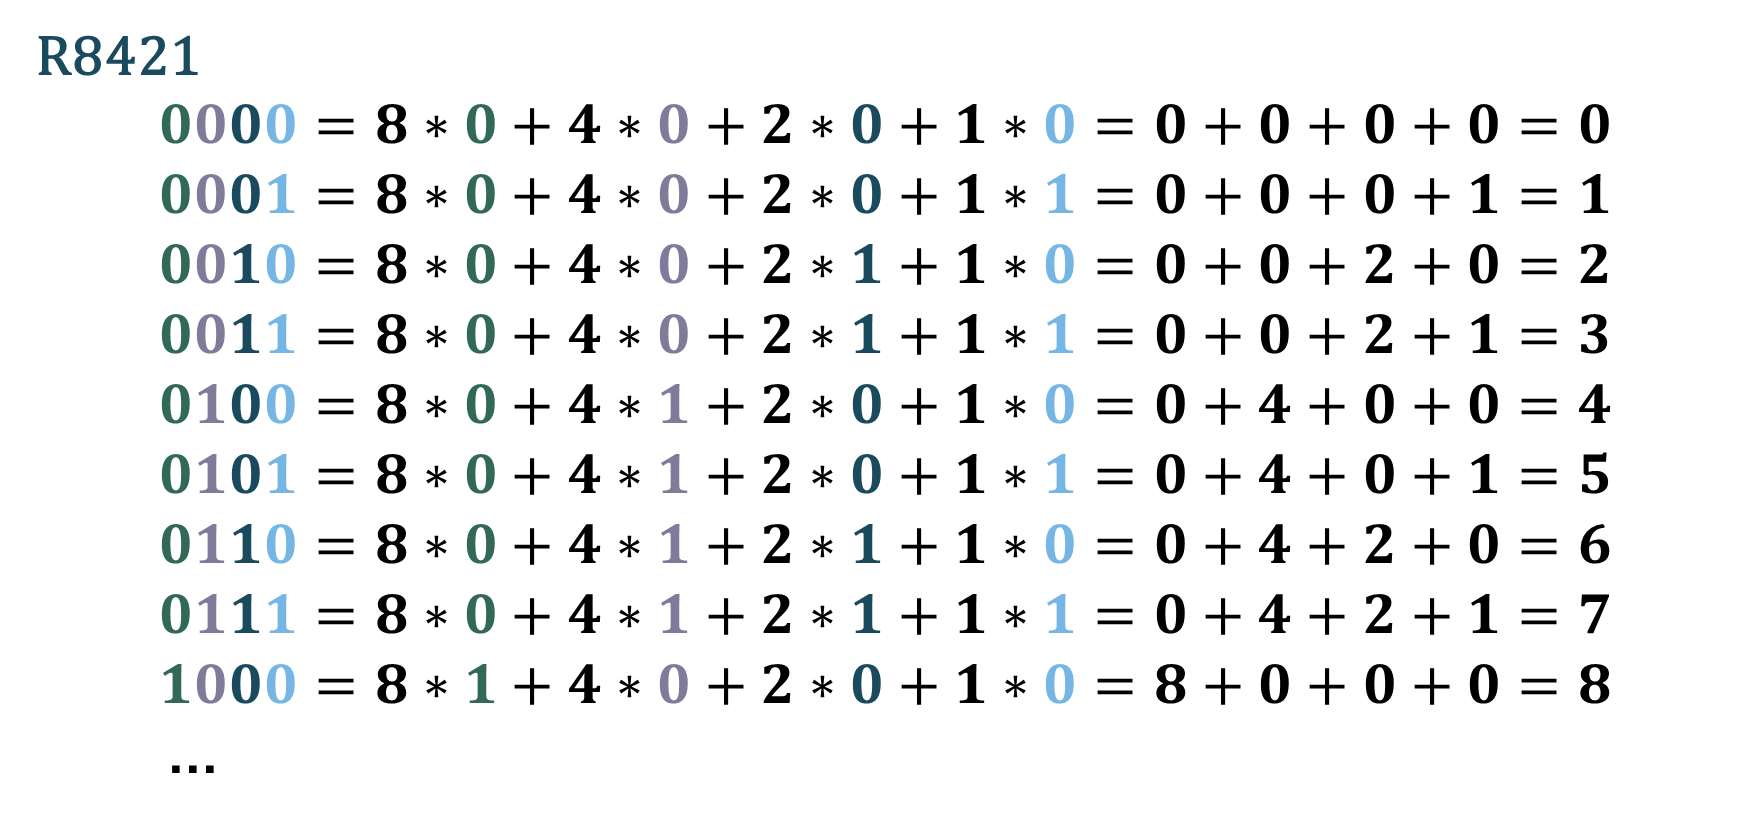 R8421
0000 = 8 * 0 + 4 * 0 + 2 * 0 + 1 * 0 = 0 + 0 + 0 + 0 = 0
0001 = 8 * 0 + 4 * 0 + 2 * 0 + 1 * 1 = 0 + 0 + 0 + 1 = 1
0010 = 8 * 0 + 4 * 0 + 2 * 1 + 1 * 0 = 0 + 0 + 2 + 0 = 2
0011 = 8 * 0 + 4 * 0 + 2 * 1 + 1 * 1 = 0 + 0 + 2 + 1 = 3
0100 = 8 * 0 + 4 * 1 + 2 * 0 + 1 * 0 = 0 + 4 + 0 + 0 = 4
0101 = 8 * 0 + 4 * 1 + 2 * 0 + 1 * 1 = 0 + 4 + 0 + 1 = 5
0110 = 8 * 0 + 4 * 1 + 2 * 1 + 1 * 0 = 0 + 4 + 2 + 0 = 6
0111 = 8 * 0 + 4 * 1 + 2 * 1 + 1 * 1 = 0 + 4 + 2 + 1 = 7
1000 = 8 * 1 + 4 * 0 + 2 * 0 + 1 * 0 = 8 + 0 + 0 + 0 = 8
...